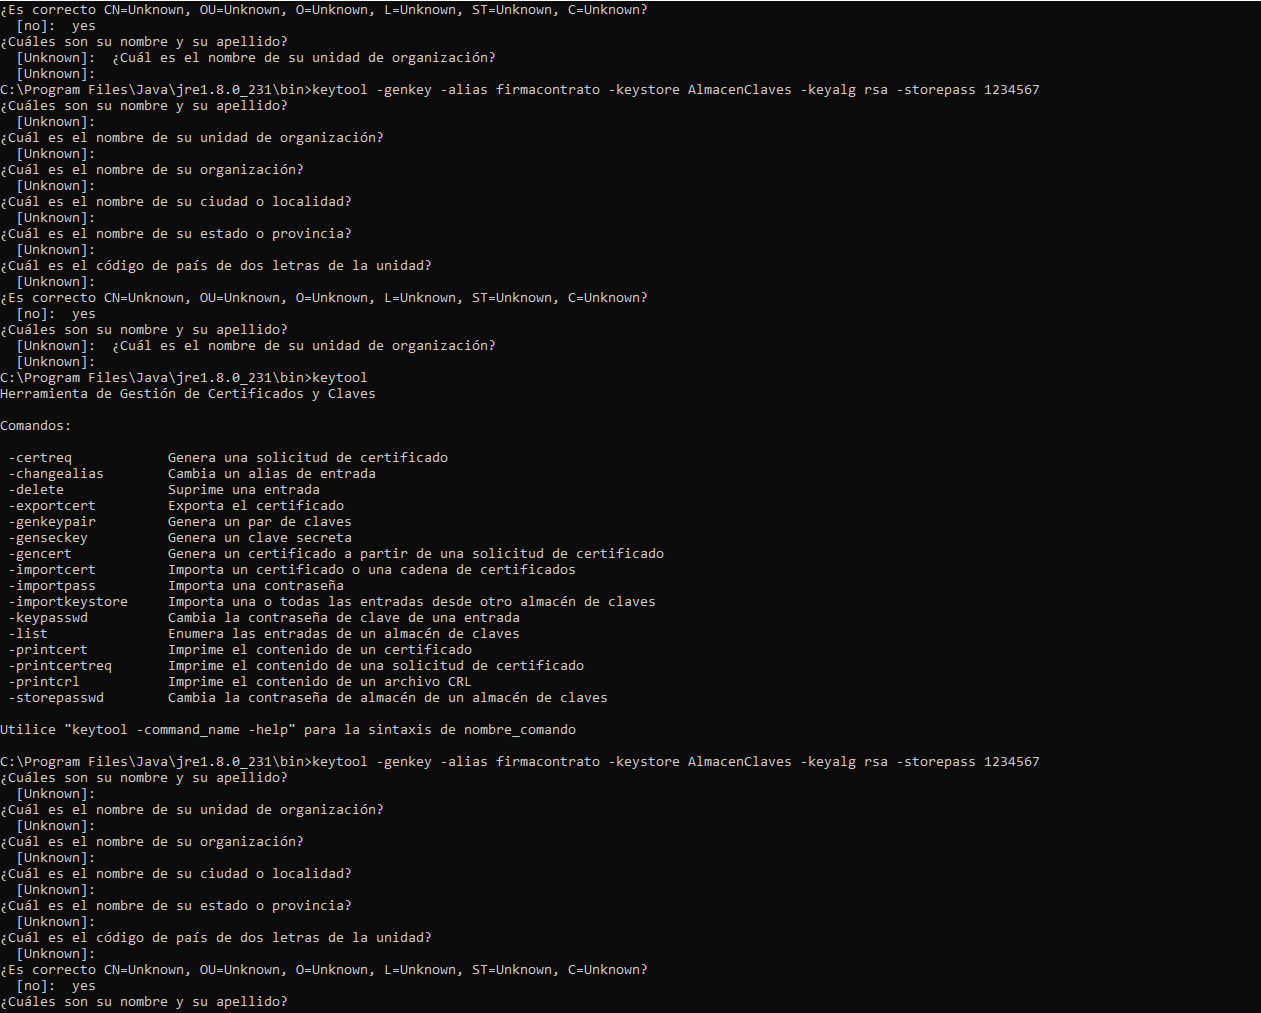 ¿Es correcto CN=Unknown, OU=Unknown, O=Unknown, L=Unknown, ST=Unknown, C=Unknown?
  [no]:  yes
¿Cuáles son su nombre y su apellido?
  [Unknown]:  ¿Cuál es el nombre de su unidad de organización?
  [Unknown]:
C:\Program Files\Java\jre1.8.0_231\bin>keytool -genkey -alias firmacontrato -keystore AlmacenClaves -keyalg rsa -storepass 1234567
¿Cuáles son su nombre y su apellido?
  [Unknown]:
¿Cuál es el nombre de su unidad de organización?
  [Unknown]:
¿Cuál es el nombre de su organización?
  [Unknown]:
¿Cuál es el nombre de su ciudad o localidad?
  [Unknown]:
¿Cuál es el nombre de su estado o provincia?
  [Unknown]:
¿Cuál es el código de país de dos letras de la unidad?
  [Unknown]:
¿Es correcto CN=Unknown, OU=Unknown, O=Unknown, L=Unknown, ST=Unknown, C=Unknown?
  [no]:  yes
¿Cuáles son su nombre y su apellido?
  [Unknown]:  ¿Cuál es el nombre de su unidad de organización?
  [Unknown]:
C:\Program Files\Java\jre1.8.0_231\bin>keytool
Herramienta de Gestión de Certificados y Claves

Comandos:

 -certreq            Genera una solicitud de certificado
 -changealias        Cambia un alias de entrada
 -delete             Suprime una entrada
 -exportcert         Exporta el certificado
 -genkeypair         Genera un par de claves
 -genseckey          Genera un clave secreta
 -gencert            Genera un certificado a partir de una solicitud de certificado
 -importcert         Importa un certificado o una cadena de certificados
 -importpass         Importa una contraseña
 -importkeystore     Importa una o todas las entradas desde otro almacén de claves
 -keypasswd          Cambia la contraseña de clave de una entrada
 -list               Enumera las entradas de un almacén de claves
 -printcert          Imprime el contenido de un certificado
 -printcertreq       Imprime el contenido de una solicitud de certificado
 -printcrl           Imprime el contenido de un archivo CRL
 -storepasswd        Cambia la contraseña de almacén de un almacén de claves

Utilice "keytool -command_name -help" para la sintaxis de nombre_comando

C:\Program Files\Java\jre1.8.0_231\bin>keytool -genkey -alias firmacontrato -keystore AlmacenClaves -keyalg rsa -storepass 1234567
¿Cuáles son su nombre y su apellido?
  [Unknown]:
¿Cuál es el nombre de su unidad de organización?
  [Unknown]:
¿Cuál es el nombre de su organización?
  [Unknown]:
¿Cuál es el nombre de su ciudad o localidad?
  [Unknown]:
¿Cuál es el nombre de su estado o provincia?
  [Unknown]:
¿Cuál es el código de país de dos letras de la unidad?
  [Unknown]:
¿Es correcto CN=Unknown, OU=Unknown, O=Unknown, L=Unknown, ST=Unknown, C=Unknown?
  [no]:  yes
¿Cuáles son su nombre y su apellido?